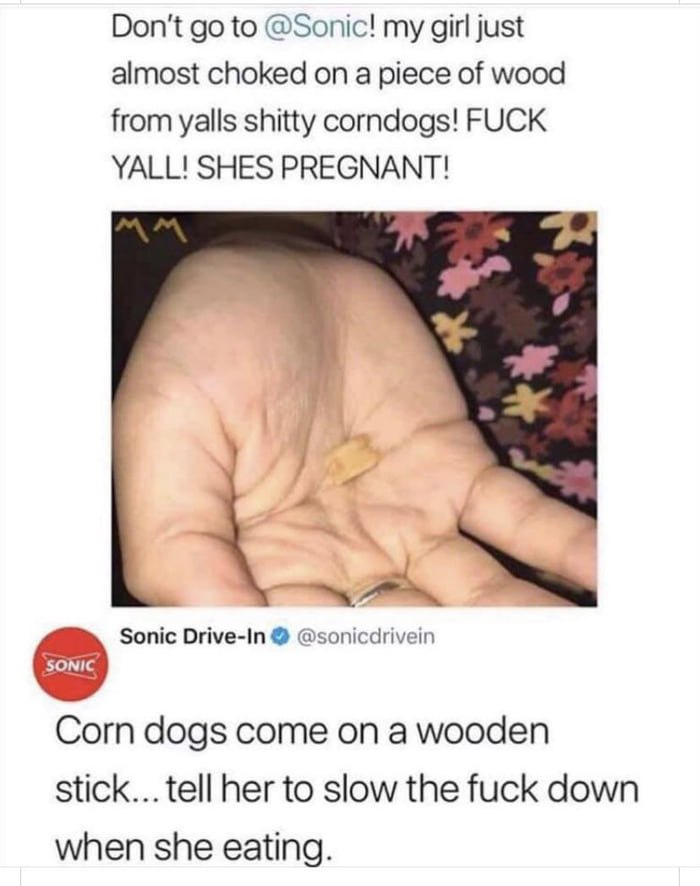 Don't go to @Sonic! my girl just
almost choked on a piece of wood
from yalls shitty corndogs! FUCK
YALL! SHES PREGNANT!
Sonic Drive-In @sonicdrivein
SONIC
Corn dogs come on a wooden
stick... tell her to slow the fuck down
when she eating.